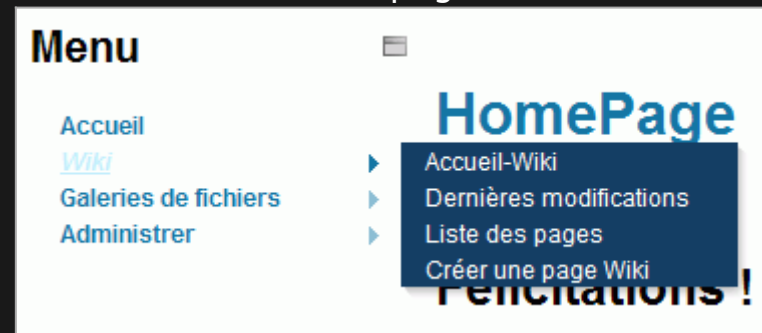 Menu
HomePage
Accueil
Wiki
Galeries de fichiers
Administrer
Accueil-Wiki
Dernières modifications
Liste des pages
Créer une page Wiki
Félicitations !